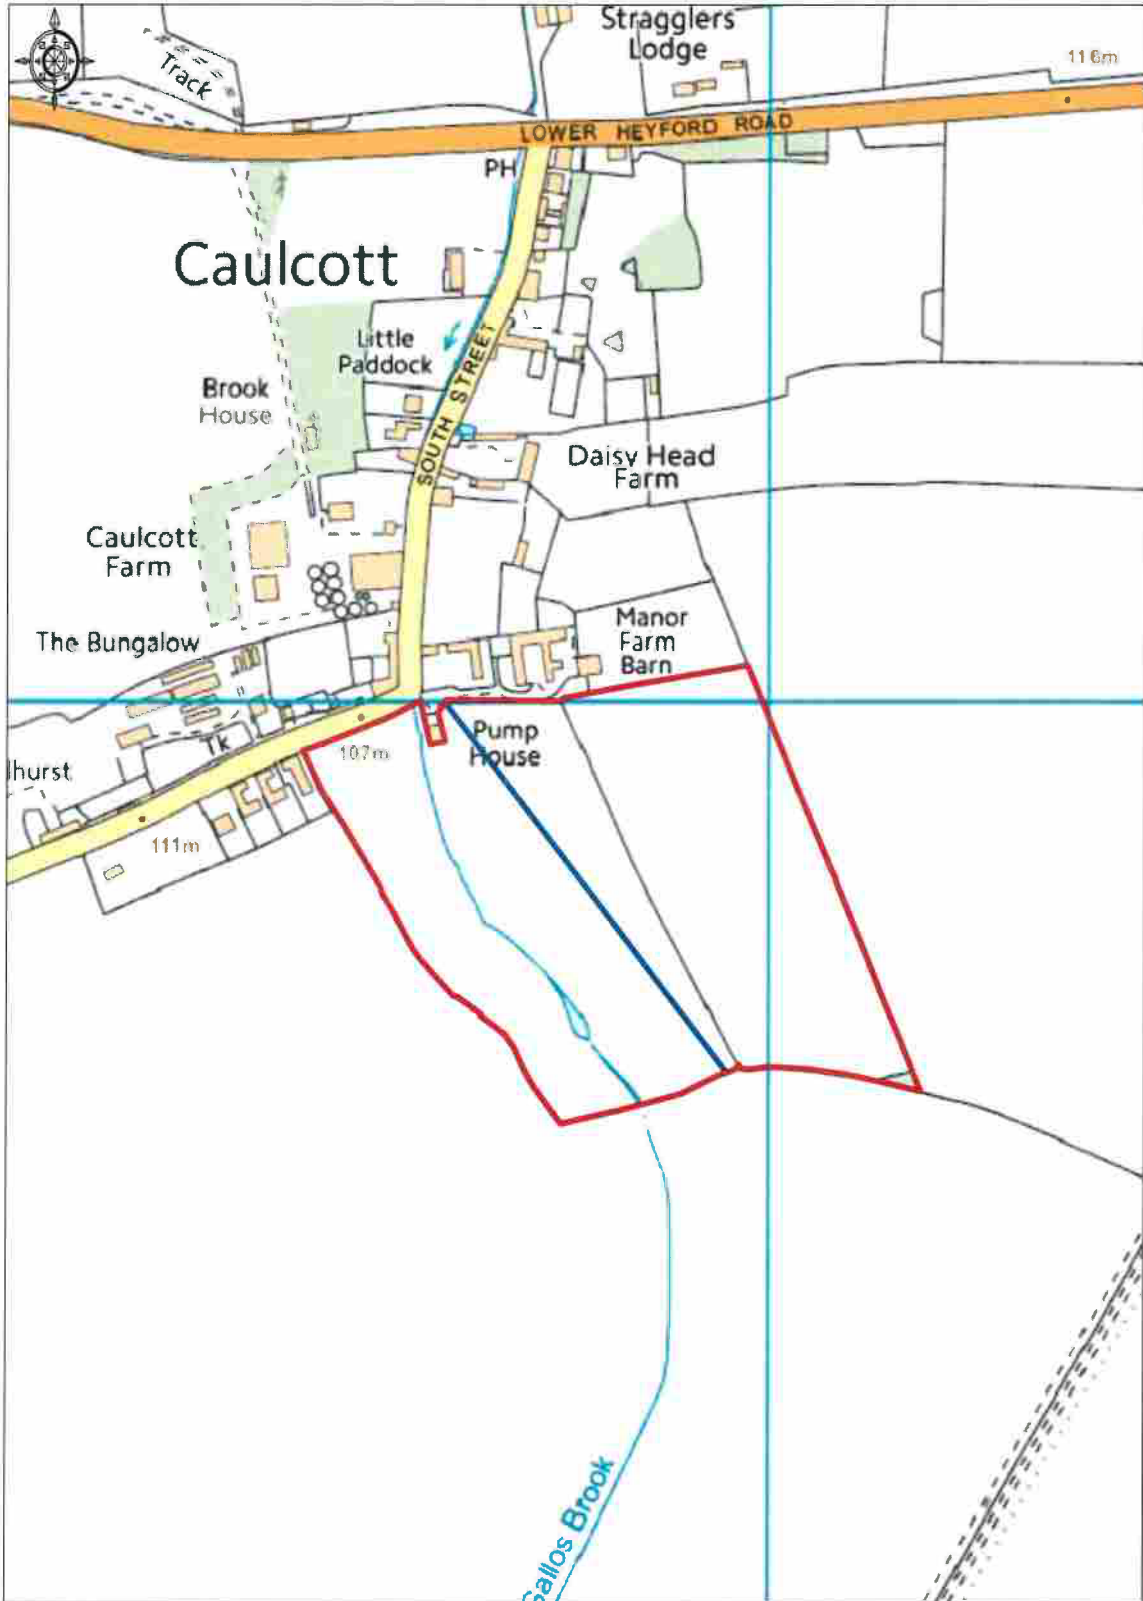 Stragglers
Lodge
Track
116m
LOWER HEYFORD ROAD
PH
Caulcott
Little
Paddock
SOUTH STREET
Brook
House
Daisy Head
Farm
Caulcott
Farm
The Bungalow
Manor
Farm
Barn
Pump
House
107m
Tk
lhurst
111m
Gallos Brook